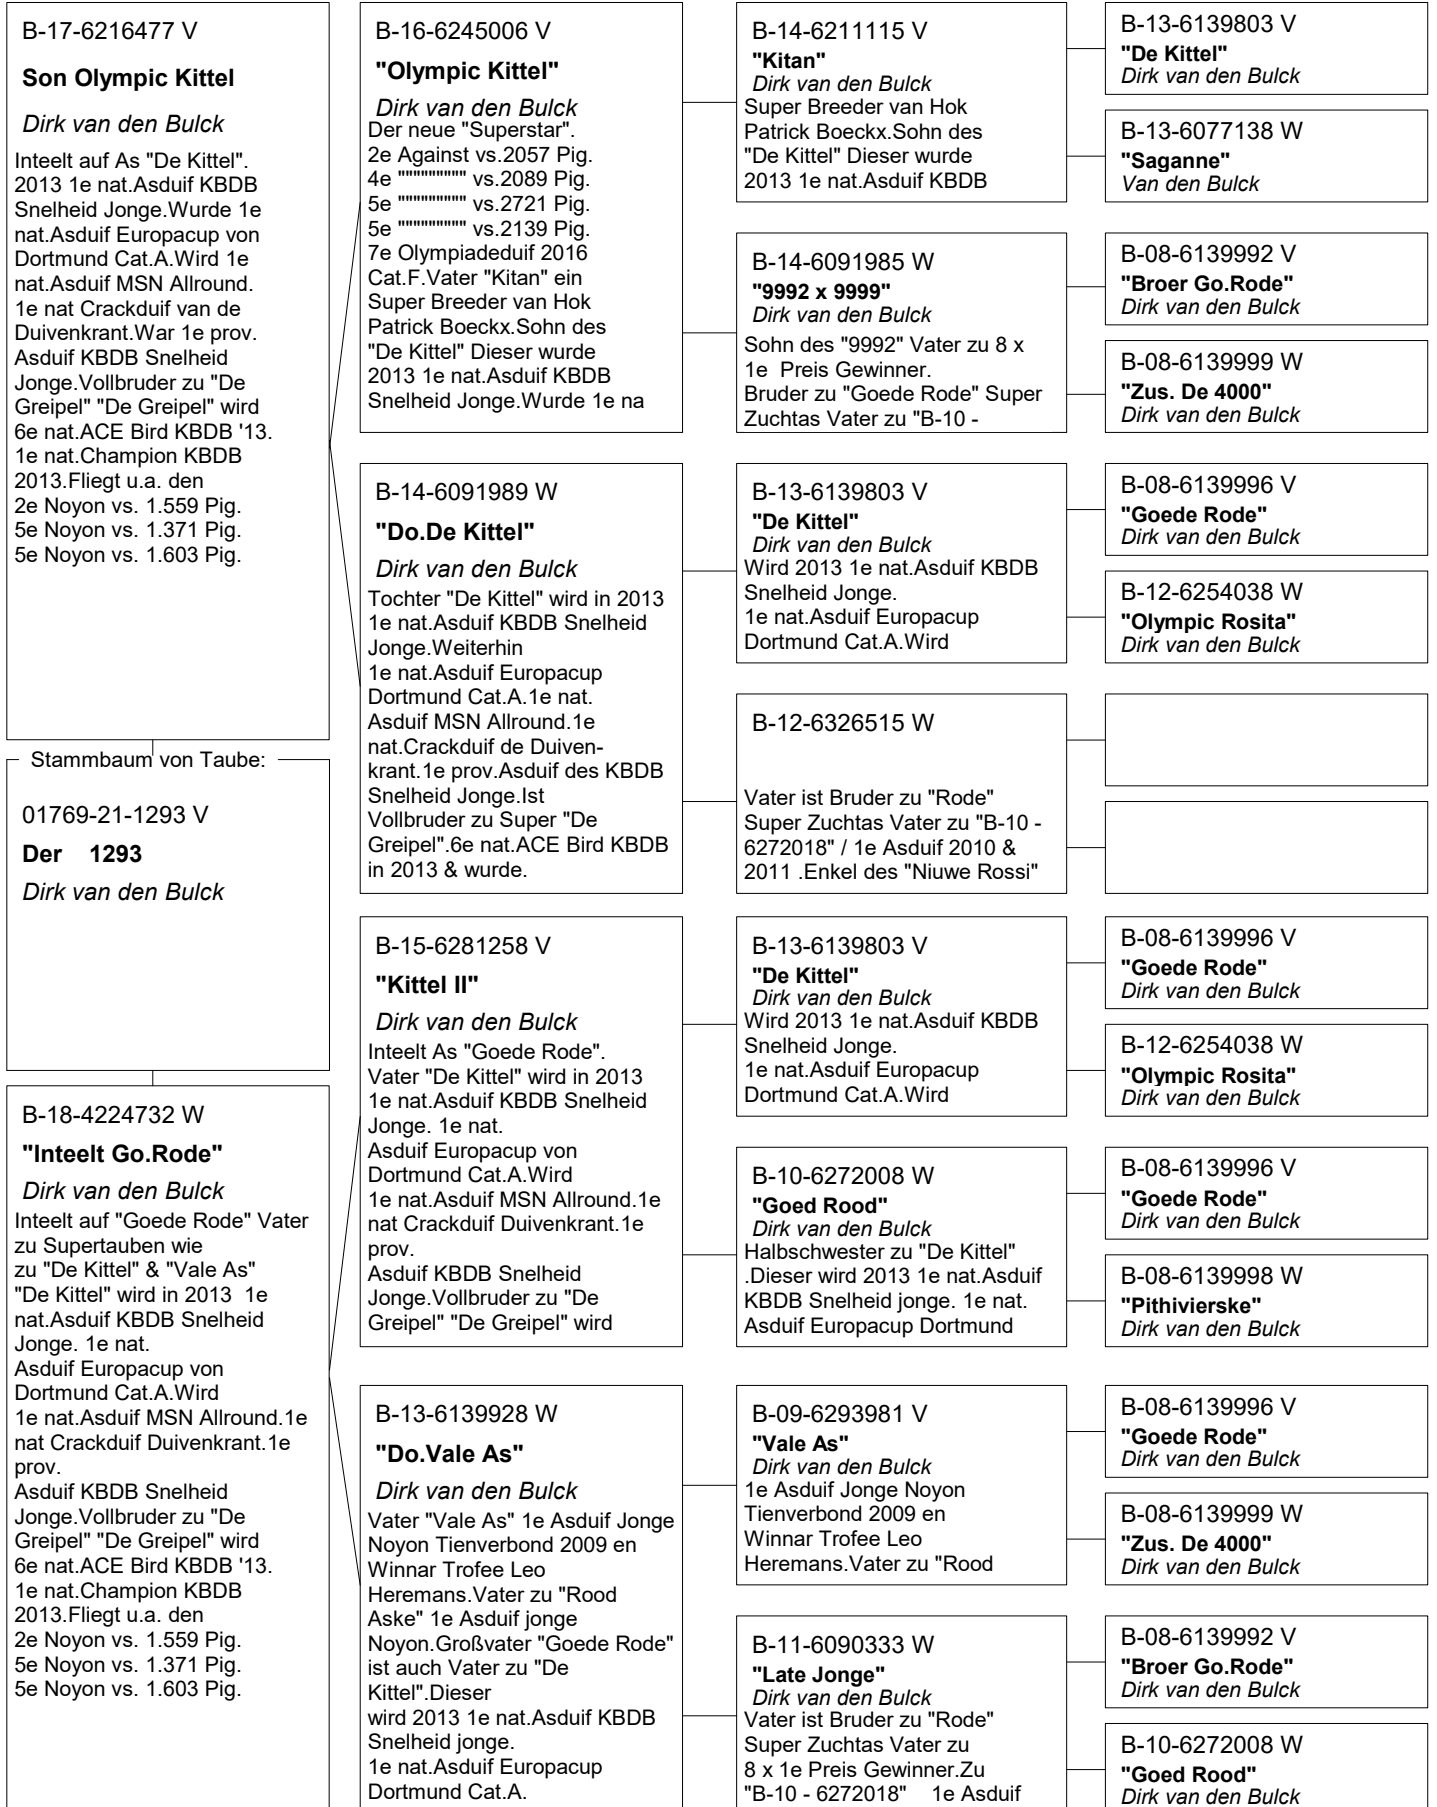 B-17-6216477 V
Son Olympic Kittel
Dirk van den Bulck
Inteelt auf As "De Kittel".
2013 1e nat.Asduif KBDB
Snelheid Jonge.Wurde 1e
nat.Asduif Europacup von
Dortmund Cat.A.Wird 1e
nat.Asduif MSN Allround.
1e nat Crackduif van de
Duivenkrant.War 1e prov.
Asduif KBDB Snelheid
Jonge.Vollbruder zu "De
Greipel" "De Greipel" wird
6e nat.ACE Bird KBDB '13.
1e nat.Champion KBDB
2013.Fliegt u.a. den
2e Noyon vs. 1.559 Pig.
5e Noyon vs. 1.371 Pig.
5e Noyon vs. 1.603 Pig.
Stammbaum von Taube:
01769-21-1293 V
Der 1293
Dirk van den Bulck
B-18-4224732 W
"Inteelt Go.Rode"
Dirk van den Bulck
Inteelt auf "Goede Rode" Vater
zu Supertauben wie
zu "De Kittel" & "Vale As"
"De Kittel" wird in 2013 1e
nat.Asduif KBDB Snelheid
Jonge. 1e nat.
Asduif Europacup von
Dortmund Cat.A.Wird
1e nat.Asduif MSN Allround.1e
nat Crackduif Duivenkrant.1e
prov.
Asduif KBDB Snelheid
Jonge.Vollbruder zu "De
Greipel" "De Greipel" wird
6e nat.ACE Bird KBDB '13.
1e nat.Champion KBDB
2013.Fliegt u.a. den
2e Noyon vs. 1.559 Pig.
5e Noyon vs. 1.371 Pig.
5e Noyon vs. 1.603 Pig.
B-16-6245006 V
"Olympic Kittel"
Dirk van den Bulck
Der neue "Superstar".
2e Against vs.2057 Pig.
4e """"""""" vs.2089 Pig.
5e """"""""" vs.2721 Pig.
5e """"""""" vs.2139 Pig.
7e Olympiadeduif 2016
Cat.F.Vater "Kitan" ein
Super Breeder van Hok
Patrick Boeckx.Sohn des
"De Kittel" Dieser wurde
2013 1e nat.Asduif KBDB
Snelheid Jonge.Wurde 1e na
B-14-6091989 W
"Do.De Kittel"
Dirk van den Bulck
Tochter "De Kittel" wird in 2013
1e nat.Asduif KBDB Snelheid
Jonge.Weiterhin
1e nat.Asduif Europacup
Dortmund Cat.A.1e nat.
Asduif MSN Allround.1e
nat.Crackduif de Duiven-
krant.1e prov.Asduif des KBDB
Snelheid Jonge.Ist
Vollbruder zu Super "De
Greipel".6e nat.ACE Bird KBDB
in 2013 & wurde.
B-15-6281258 V
"Kittel II"
Dirk van den Bulck
Inteelt As "Goede Rode".
Vater "De Kittel" wird in 2013
1e nat.Asduif KBDB Snelheid
Jonge. 1e nat.
Asduif Europacup von
Dortmund Cat.A.Wird
1e nat.Asduif MSN Allround.1e
nat Crackduif Duivenkrant.1e
prov.
Asduif KBDB Snelheid
Jonge.Vollbruder zu "De
Greipel" "De Greipel" wird
B-13-6139928 W
"Do.Vale As"
Dirk van den Bulck
Vater "Vale As" 1e Asduif Jonge
Noyon Tienverbond 2009 en
Winnar Trofee Leo
Heremans.Vater zu "Rood
Aske" 1e Asduif jonge
Noyon.Großvater "Goede Rode"
ist auch Vater zu "De
Kittel".Dieser
wird 2013 1e nat.Asduif KBDB
Snelheid jonge.
1e nat.Asduif Europacup
Dortmund Cat.A.
B-14-6211115 V
"Kitan"
Dirk van den Bulck
Super Breeder van Hok
Patrick Boeckx.Sohn des
"De Kittel" Dieser wurde
2013 1e nat.Asduif KBDB
B-14-6091985 W
"9992 x 9999"
Dirk van den Bulck
Sohn des "9992" Vater zu 8 x
1e Preis Gewinner.
Bruder zu "Goede Rode" Super
Zuchtas Vater zu "B-10 -
B-13-6139803 V
"De Kittel"
Dirk van den Bulck
Wird 2013 1e nat.Asduif KBDB
Snelheid Jonge.
1e nat.Asduif Europacup
Dortmund Cat.A.Wird
B-12-6326515 W
Vater ist Bruder zu "Rode"
Super Zuchtas Vater zu "B-10 -
6272018" / 1e Asduif 2010 &
2011 .Enkel des "Niuwe Rossi"
B-13-6139803 V
"De Kittel"
Dirk van den Bulck
Wird 2013 1e nat.Asduif KBDB
Snelheid Jonge.
1e nat.Asduif Europacup
Dortmund Cat.A.Wird
B-10-6272008 W
"Goed Rood"
Dirk van den Bulck
Halbschwester zu "De Kittel"
.Dieser wird 2013 1e nat.Asduif
KBDB Snelheid jonge. 1e nat.
Asduif Europacup Dortmund
B-09-6293981 V
"Vale As"
Dirk van den Bulck
1e Asduif Jonge Noyon
Tienverbond 2009 en
Winnar Trofee Leo
Heremans.Vater zu "Rood
B-11-6090333 W
"Late Jonge"
Dirk van den Bulck
Vater ist Bruder zu "Rode"
Super Zuchtas Vater zu
8 x 1e Preis Gewinner.Zu
"B-10 - 6272018" 1e Asduif
B-13-6139803 V
"De Kittel"
Dirk van den Bulck
B-13-6077138 W
"Saganne"
Van den Bulck
B-08-6139992 V
"Broer Go.Rode"
Dirk van den Bulck
B-08-6139999 W
"Zus. De 4000"
Dirk van den Bulck
B-08-6139996 V
"Goede Rode"
Dirk van den Bulck
B-12-6254038 W
"Olympic Rosita"
Dirk van den Bulck
B-08-6139996 V
"Goede Rode"
Dirk van den Bulck
B-12-6254038 W
"Olympic Rosita"
Dirk van den Bulck
B-08-6139996 V
"Goede Rode"
Dirk van den Bulck
B-08-6139998 W
"Pithivierske"
Dirk van den Bulck
B-08-6139996 V
"Goede Rode"
Dirk van den Bulck
B-08-6139999 W
"Zus. De 4000"
Dirk van den Bulck
B-08-6139992 V
"Broer Go.Rode"
Dirk van den Bulck
B-10-6272008 W
"Goed Rood"
Dirk van den Bulck